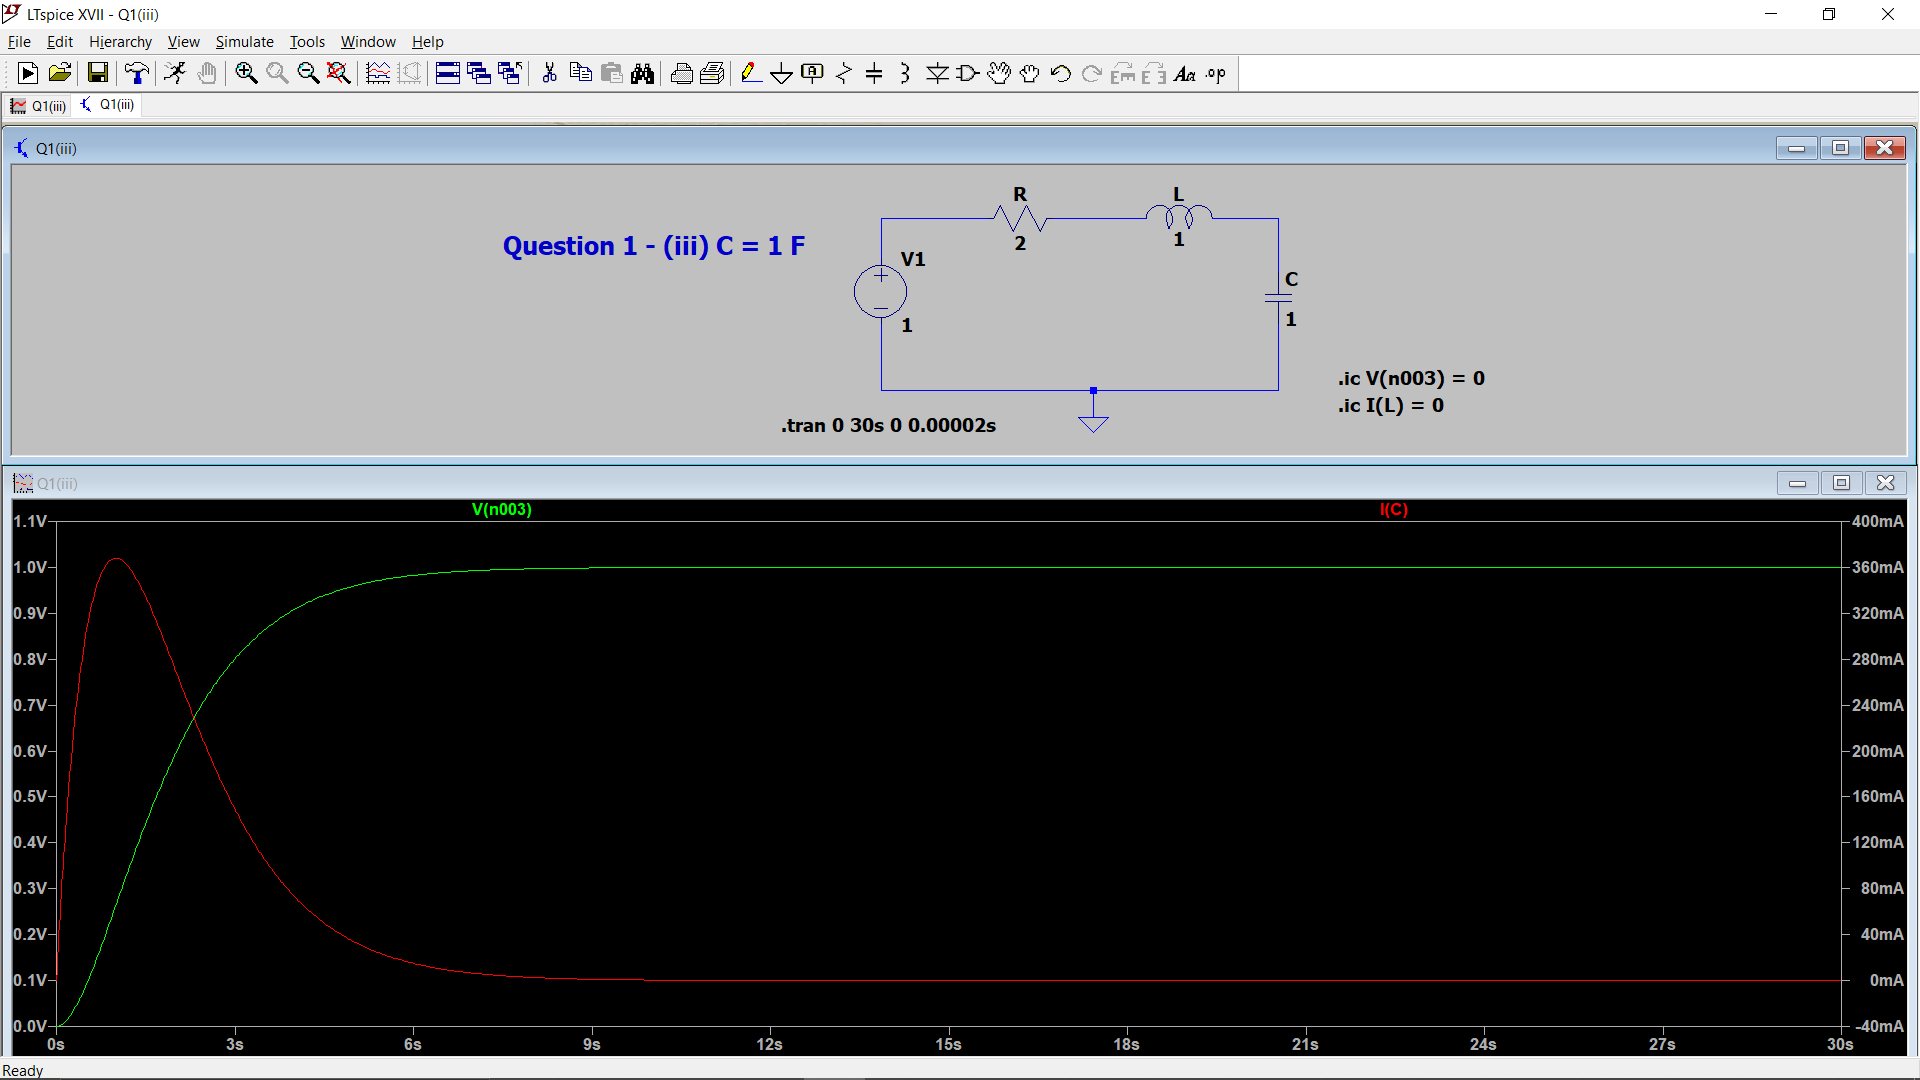 LTspice XVII - Q1(iii)
File Edit Hierarchy View Simulate Tools Window Help
Aa .op
Q1(iii) Q1(iii)
Q1(iii)
R
L
2
1
Question 1 - (iii) C = 1 F
V1
1
C
1
.ic V(n003) = 0
.ic I(L) = 0
.tran 0 30s 0 0.00002s
Q1(iii)
V(n003) I(C)
1.1V 400mA
1.0V 360mA
0.9V 320mA
0.8V 280mA
0.7V 240mA
0.6V 200mA
0.5V 160mA
0.4V 120mA
0.3V 80mA
0.2V 40mA
0.1V 0mA
0.0V -40mA
0s 3s 6s 9s 12s 15s 18s 21s 24s 27s 30s
Ready